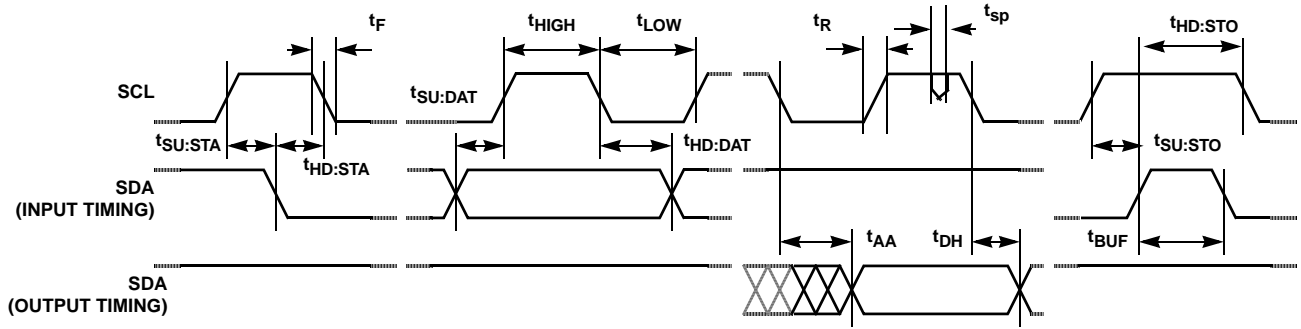 tF
tHIGH
tLOW
tR
tsp
tHD:STO
SCL
tSU:DAT
tSU:STA
tHD:STA
tHD:DAT
tSU:STO
SDA
(INPUT TIMING)
tAA
tDH
tBUF
SDA
(OUTPUT TIMING)